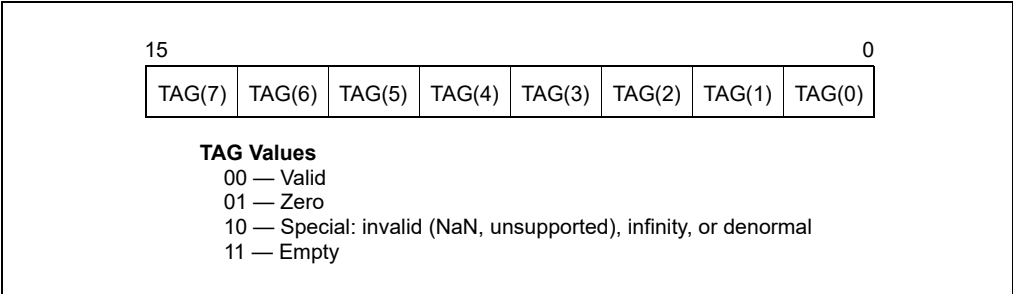 15 0
TAG(7) TAG(6) TAG(5) TAG(4) TAG(3) TAG(2) TAG(1) TAG(0)
TAG Values
00 — Valid
01 — Zero
10 — Special: invalid (NaN, unsupported), infinity, or denormal
11 — Empty